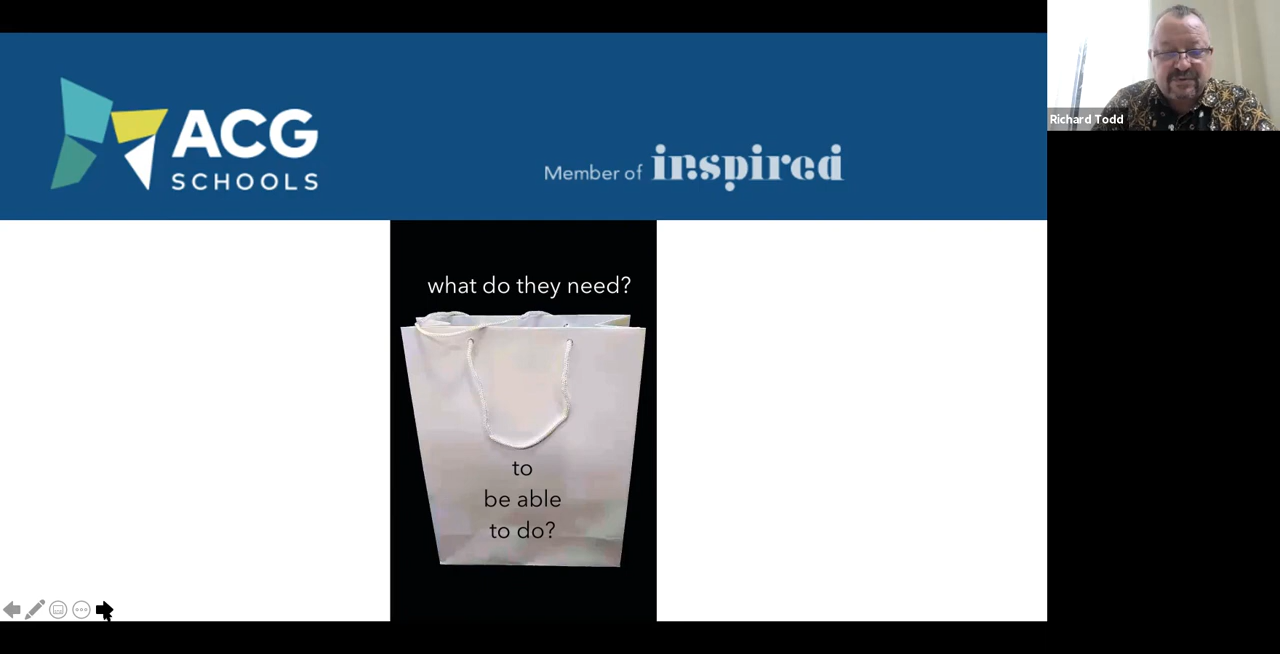 ACG
SCHOOLS
Member of inspired
Richard Todd
what do they need?
to
be able
to do?